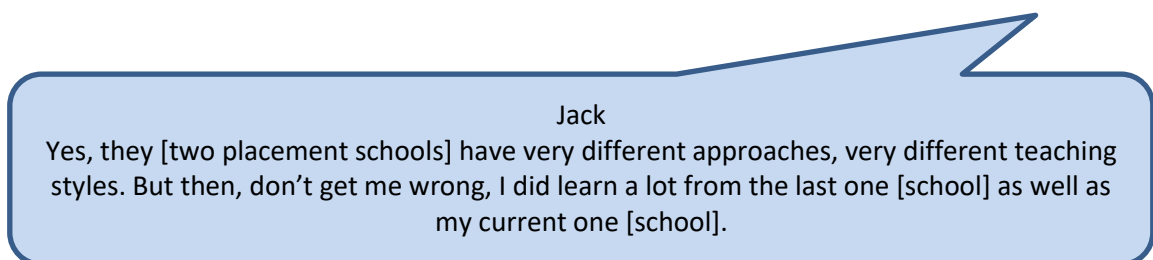 Jack
Yes, they [two placement schools] have very different approaches, very different teaching
styles. But then, don’t get me wrong, I did learn a lot from the last one [school] as well as
my current one [school].